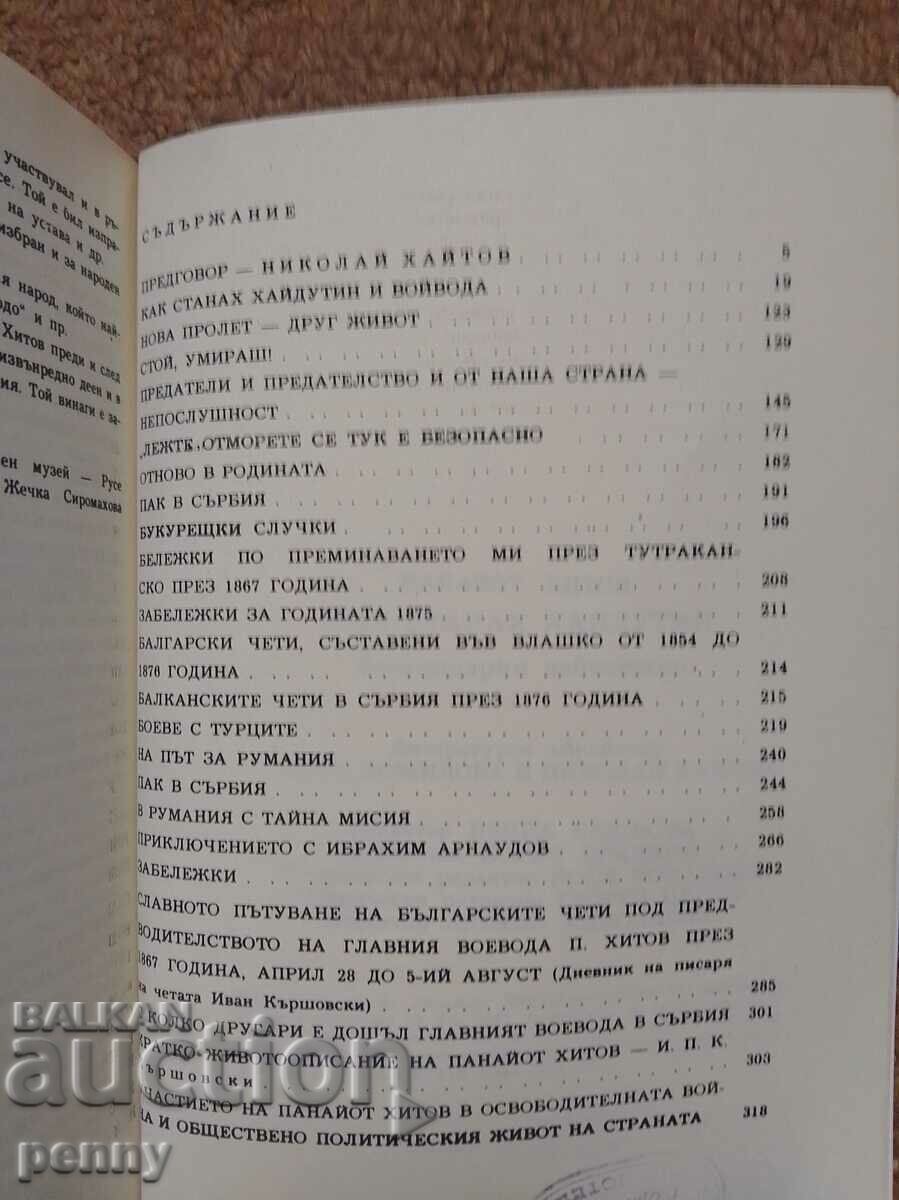 участвувал и в ръ-
се. Той е бил изпра-
на устава и др.
избран и за народен
я народ, който най-
одо“ и пр.
Хитов преди и след
извънредно деен и в
ия. Той винаги е за-
ен музей — Русе
Жечка Сиромахова
СЪДЪРЖАНИЕ
ПРЕДГОВОР — НИКОЛАЙ ХАЙТОВ 5
КАК СТАНАХ ХАЙДУТИН И ВОЙВОДА 19
НОВА ПРОЛЕТ — ДРУГ ЖИВОТ 123
СТОЙ, УМИРАШ! 129
ПРЕДАТЕЛИ И ПРЕДАТЕЛСТВО И ОТ НАША СТРАНА —
НЕПОСЛУШНОСТ 145
ОТМОРЕТЕ СЕ ТУК Е БЕЗОПАСНО 171
ОТНОВО В РОДИНАТА 182
ПАК В СЪРБИЯ 191
БУКУРЕЩКИ СЛУЧКИ 196
БЕЛЕЖКИ ПО ПРЕМИНАВАНЕТО МИ ПРЕЗ ТУТРАКАН-
СКО ПРЕЗ 1867 ГОДИНА 208
ЗАБЕЛЕЖКИ ЗА ГОДИНАТА 1875 211
БАЛГАРСКИ ЧЕТИ, СЪСТАВЕНИ ВЪВ ВЛАШКО ОТ 1854 ДО
1876 ГОДИНА 214
БАЛКАНСКИТЕ ЧЕТИ В СЪРБИЯ ПРЕЗ 1876 ГОДИНА 215
БОЕВЕ С ТУРЦИТЕ 219
НА ПЪТ ЗА РУМАНИЯ 240
ПАК В СЪРБИЯ 244
В РУМАНИЯ С ТАЙНА МИСИЯ 258
ПРИКЛЮЧЕНИЕТО С ИБРАХИМ АРНАУДОВ 266
ЗАБЕЛЕЖКИ 282
СЛАВНОТО ПЪТУВАНЕ НА БЪЛГАРСКИТЕ ЧЕТИ ПОД ПРЕД-
ВОДИТЕЛСТВОТО НА ГЛАВНИЯ ВОЕВОДА П. ХИТОВ ПРЕЗ
1867 ГОДИНА, АПРИЛ 28 ДО 5-ИЙ АВГУСТ (Дневник на писаря
на четата Иван Кършовски) 285
КОЛКО ДРУГАРИ Е ДОШЪЛ ГЛАВНИЯТ ВОЕВОДА В СЪРБИЯ 301
КРАТКО ЖИВОТООПИСАНИЕ НА ПАНАЙОТ ХИТОВ — И. П. К.
ършовски 303
УЧАСТИЕТО НА ПАНАЙОТ ХИТОВ В ОСВОБОДИТЕЛНАТА ВОЙ-
НА И ОБЩЕСТВЕНО ПОЛИТИЧЕСКИЯ ЖИВОТ НА СТРАНАТА 318
BALKAN
auction
penny